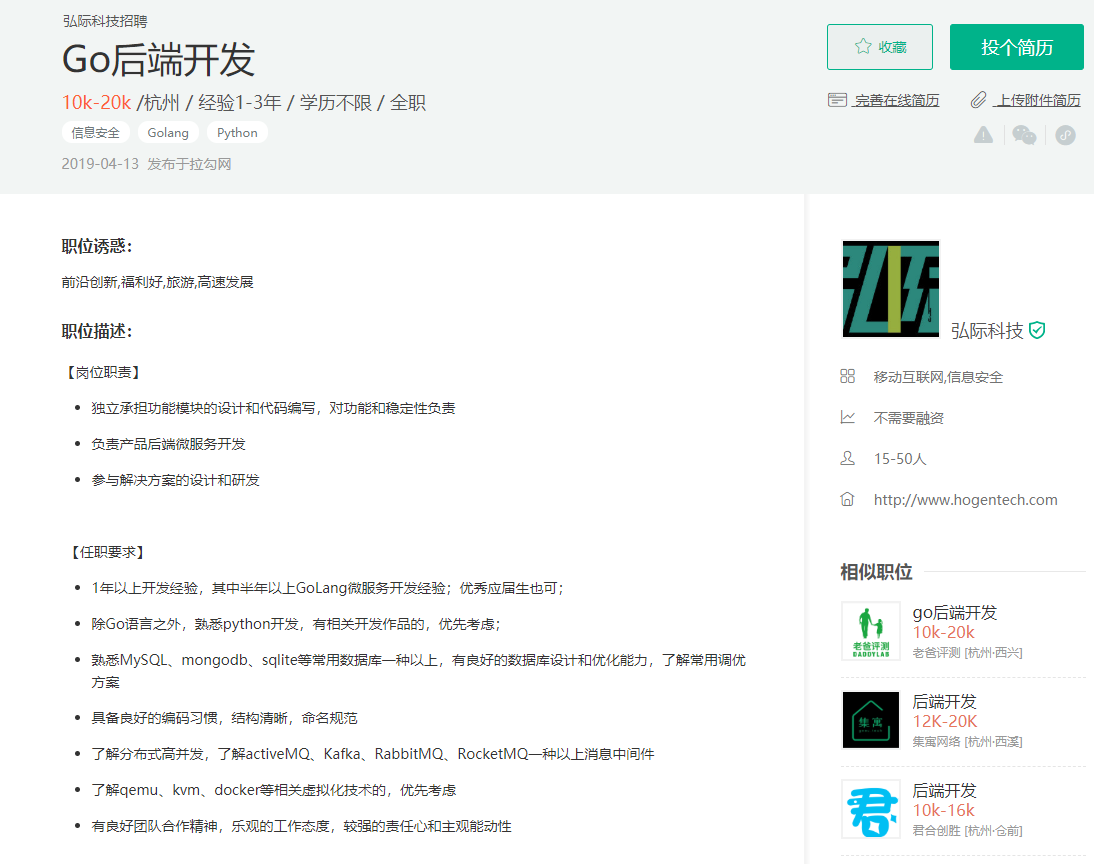 弘际科技招聘
Go后端开发
10k-20k /杭州 / 经验1-3年 / 学历不限 / 全职
信息安全 Golang Python
2019-04-13 发布于拉勾网
收藏
投个简历
完善在线简历
上传附件简历
职位诱惑：
前沿创新,福利好,旅游,高速发展
职位描述：
【岗位职责】
独立承担功能模块的设计和代码编写，对功能和稳定性负责
负责产品后端微服务开发
参与解决方案的设计和研发
【任职要求】
1年以上开发经验，其中半年以上GoLang微服务开发经验；优秀应届生也可；
除Go语言之外，熟悉python开发，有相关开发作品的，优先考虑；
熟悉MySQL、mongodb、sqlite等常用数据库一种以上，有良好的数据库设计和优化能力，了解常用调优
方案
具备良好的编码习惯，结构清晰，命名规范
了解分布式高并发，了解activeMQ、Kafka、RabbitMQ、RocketMQ一种以上消息中间件
了解qemu、kvm、docker等相关虚拟化技术的，优先考虑
有良好团队合作精神，乐观的工作态度，较强的责任心和主观能动性
弘际
弘际科技
移动互联网,信息安全
不需要融资
15-50人
http://www.hogentech.com
相似职位
老爸评测
DADDYLAB
go后端开发
10k-20k
老爸评测 [杭州·西兴]
集寓
后端开发
12K-20K
集寓网络 [杭州·西溪]
君
后端开发
10k-16k
君合创胜 [杭州·仓前]